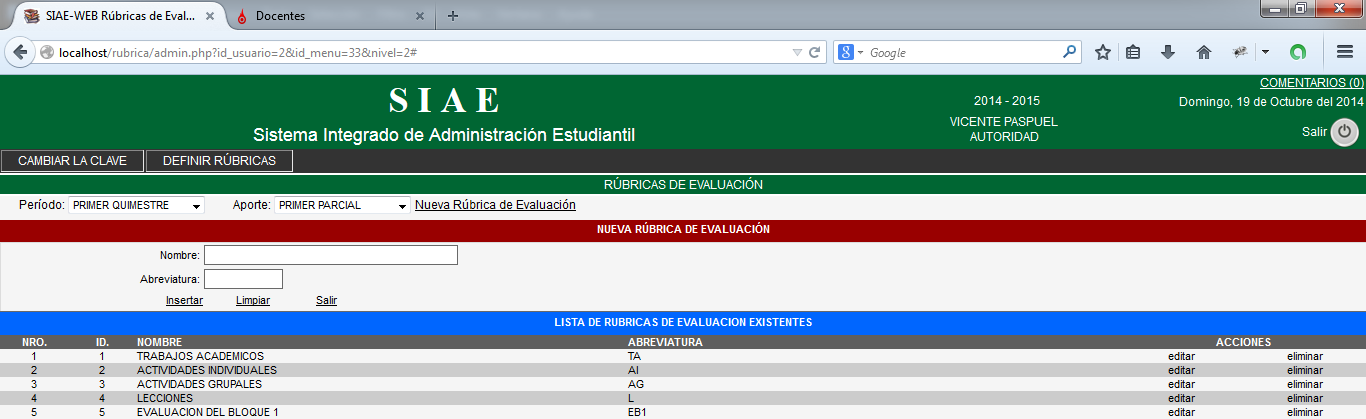 SIAE-WEB Rúbricas de Eval...
Docentes
localhost/rubrica/admin.php?id_usuario=2&id_menu=33&nivel=2#
Google
COMENTARIOS (0)
SIAE
2014 - 2015
Domingo, 19 de Octubre del 2014
Sistema Integrado de Administración Estudiantil
VICENTE PASPUEL
AUTORIDAD
Salir
CAMBIAR LA CLAVE DEFINIR RÚBRICAS
RÚBRICAS DE EVALUACIÓN
Período: PRIMER QUIMESTRE Aporte: PRIMER PARCIAL Nueva Rúbrica de Evaluación
NUEVA RÚBRICA DE EVALUACIÓN
Nombre:
Abreviatura:
Insertar Limpiar Salir
LISTA DE RUBRICAS DE EVALUACION EXISTENTES
NRO. ID. NOMBRE ABREVIATURA ACCIONES
1 1 TRABAJOS ACADEMICOS TA editar eliminar
2 2 ACTIVIDADES INDIVIDUALES AI editar eliminar
3 3 ACTIVIDADES GRUPALES AG editar eliminar
4 4 LECCIONES L editar eliminar
5 5 EVALUACION DEL BLOQUE 1 EB1 editar eliminar